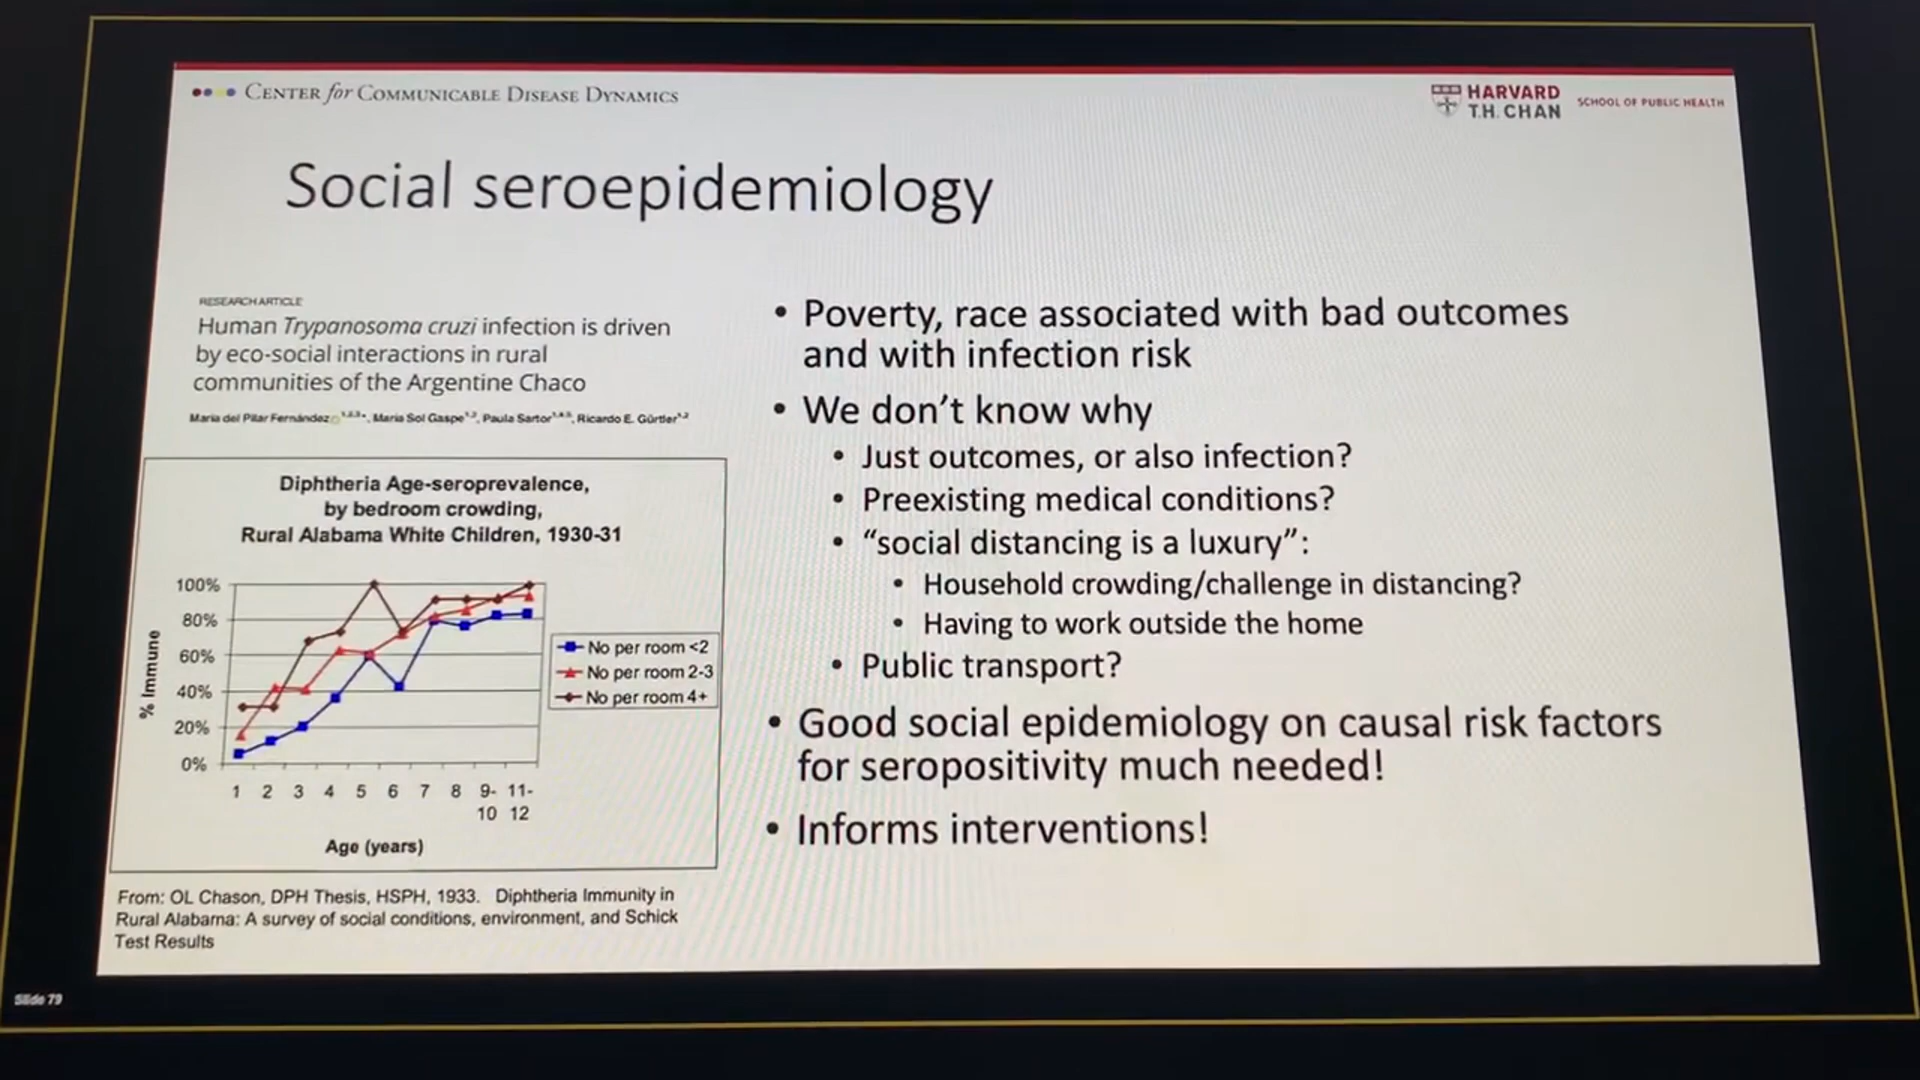 CENTER for COMMUNICABLE DISEASE DYNAMICS
HARVARD
T.H. CHAN
SCHOOL OF PUBLIC HEALTH
Social seroepidemiology
RESEARCH ARTICLE
Human Trypanosoma cruzi infection is driven
by eco-social interactions in rural
communities of the Argentine Chaco
María del Pilar Fernández, María Sol Gaspe, Paula Sartor, Ricardo E. Gürtler
Diphtheria Age-seroprevalence,
by bedroom crowding,
Rural Alabama White Children, 1930-31
% Immune
100%
80%
60%
40%
20%
0%
1 2 3 4 5 6 7 8 9- 11-
10 12
Age (years)
No per room <2
No per room 2-3
No per room 4+
From: OL Chason, DPH Thesis, HSPH, 1933. Diphtheria Immunity in
Rural Alabama: A survey of social conditions, environment, and Schick
Test Results
• Poverty, race associated with bad outcomes
and with infection risk
• We don’t know why
• Just outcomes, or also infection?
• Preexisting medical conditions?
• “social distancing is a luxury”:
• Household crowding/challenge in distancing?
• Having to work outside the home
• Public transport?
• Good social epidemiology on causal risk factors
for seropositivity much needed!
• Informs interventions!
Slide 79